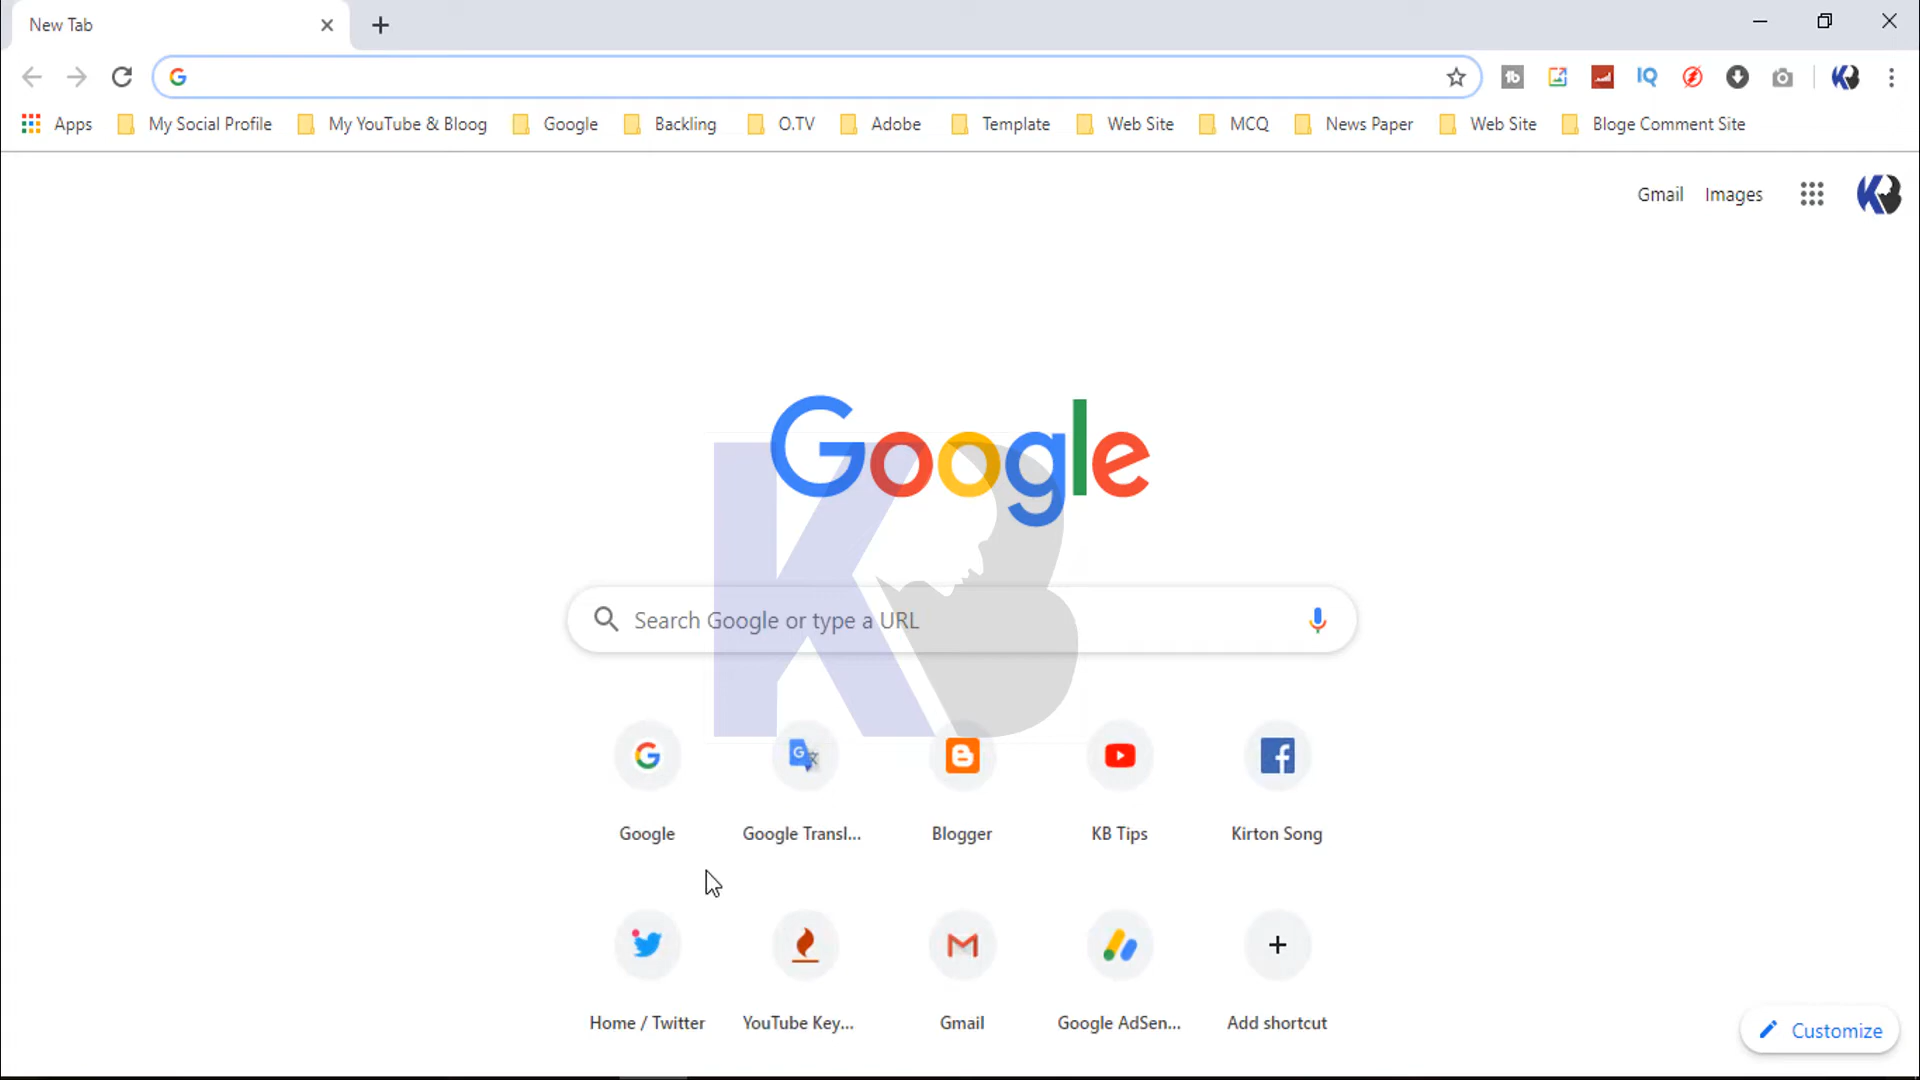 New Tab
Apps My Social Profile My YouTube & Bloog Google Backling O.TV Adobe Template Web Site MCQ News Paper Web Site Bloge Comment Site
Gmail Images
Google
Search Google or type a URL
Google Google Transl... Blogger KB Tips Kirton Song
Home / Twitter YouTube Key... Gmail Google AdSen... Add shortcut
Customize